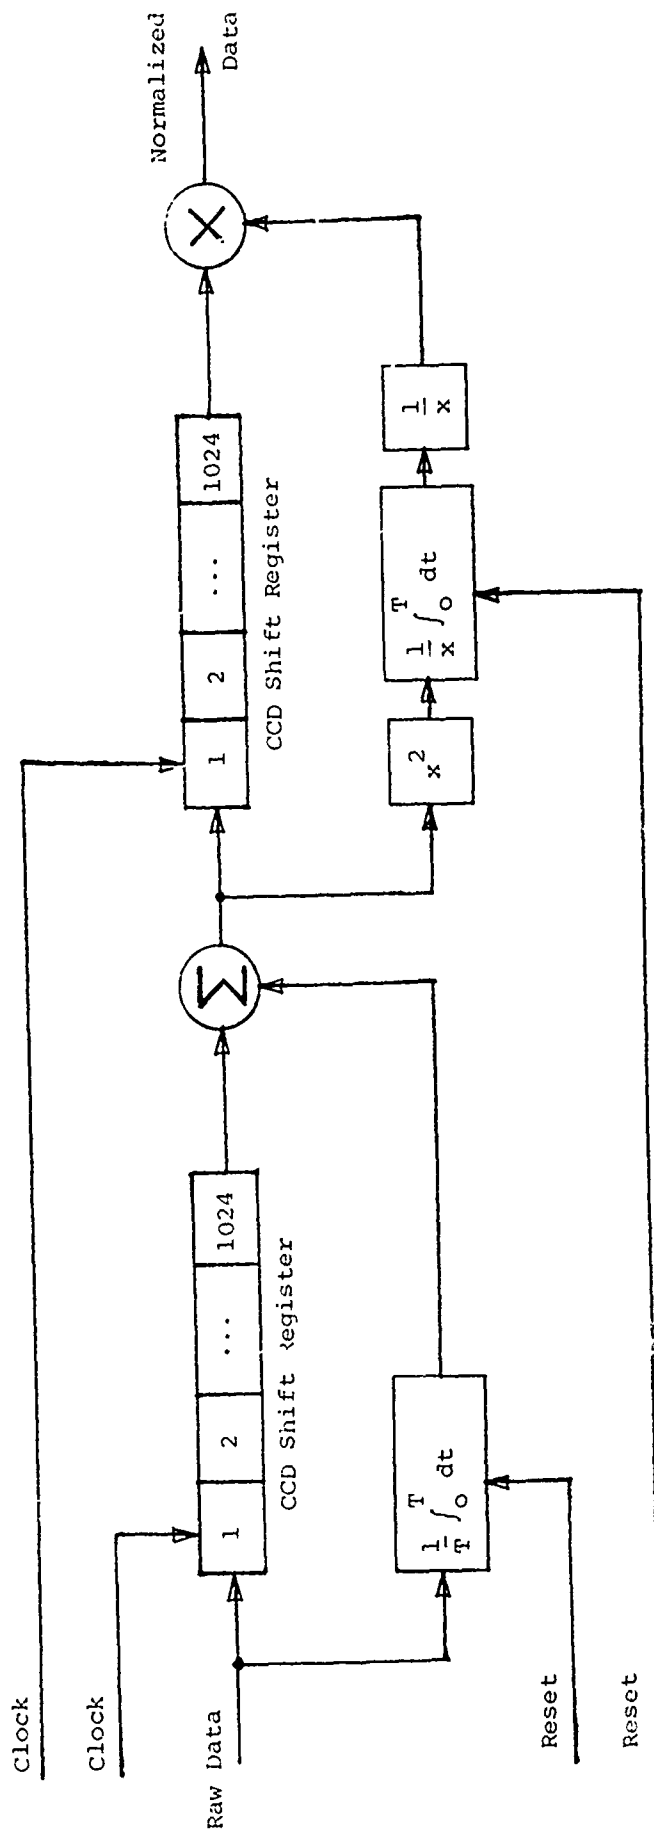 Clock
Clock
Raw Data
1 2 ... 1024
CCD Shift Register
1/T ∫₀ᵀ dt
Reset
Reset
Σ
1 2 ... 1024
CCD Shift Register
x²
1/x ∫₀ᵀ dt
1/x
×
Normalized
Data